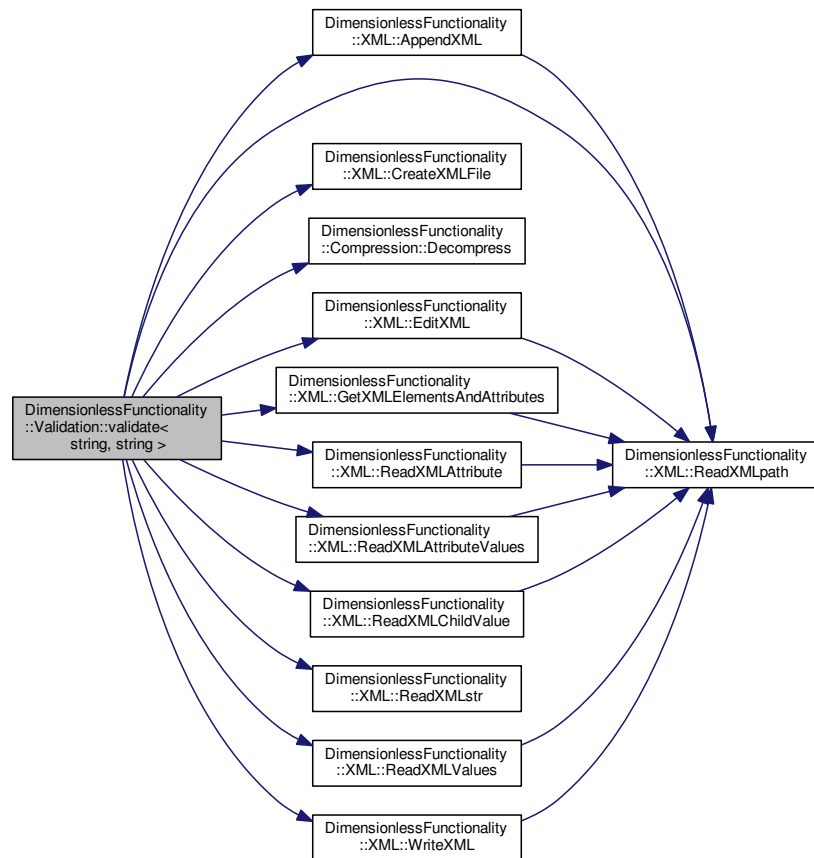 DimensionlessFunctionality
::XML::AppendXML
DimensionlessFunctionality
::XML::CreateXMLFile
DimensionlessFunctionality
::Compression::Decompress
DimensionlessFunctionality
::XML::EditXML
DimensionlessFunctionality
::XML::GetXMLElementsAndAttributes
DimensionlessFunctionality
::Validation::validate<
string, string >
DimensionlessFunctionality
::XML::ReadXMLAttribute
DimensionlessFunctionality
::XML::ReadXMLpath
DimensionlessFunctionality
::XML::ReadXMLAttributeValues
DimensionlessFunctionality
::XML::ReadXMLChildValue
DimensionlessFunctionality
::XML::ReadXMLstr
DimensionlessFunctionality
::XML::ReadXMLValues
DimensionlessFunctionality
::XML::WriteXML